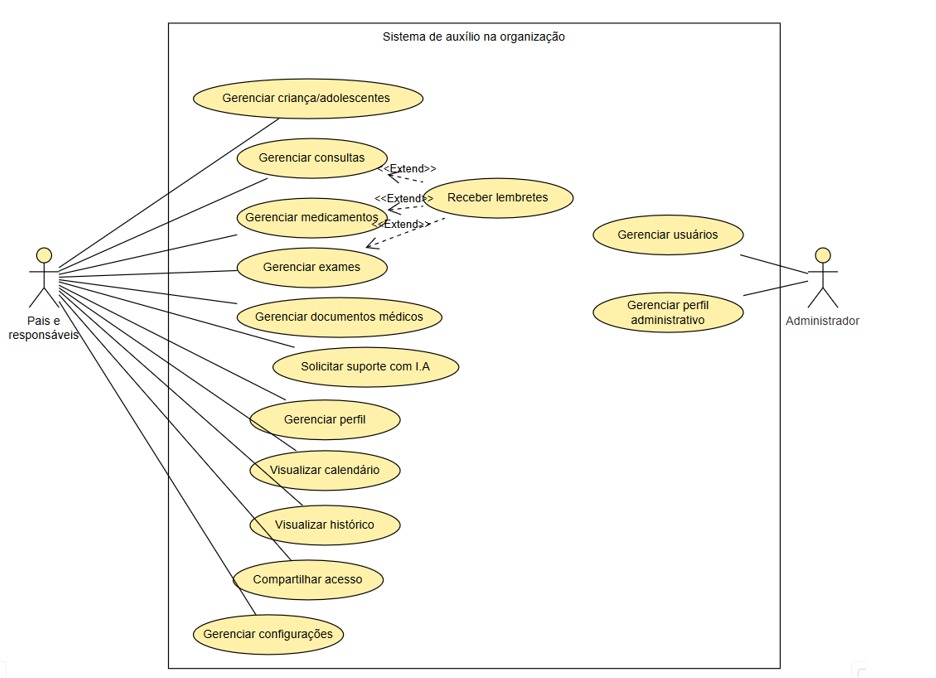 Sistema de auxílio na organização
Gerenciar criança/adolescentes
Gerenciar consultas
<<Extend>>
Receber lembretes
<<Extend>>
Gerenciar medicamentos
<<Extend>>
Gerenciar usuários
Gerenciar exames
Gerenciar perfil
administrativo
Gerenciar documentos médicos
Pais e
responsáveis
Administrador
Solicitar suporte com I.A
Gerenciar perfil
Visualizar calendário
Visualizar histórico
Compartilhar acesso
Gerenciar configurações